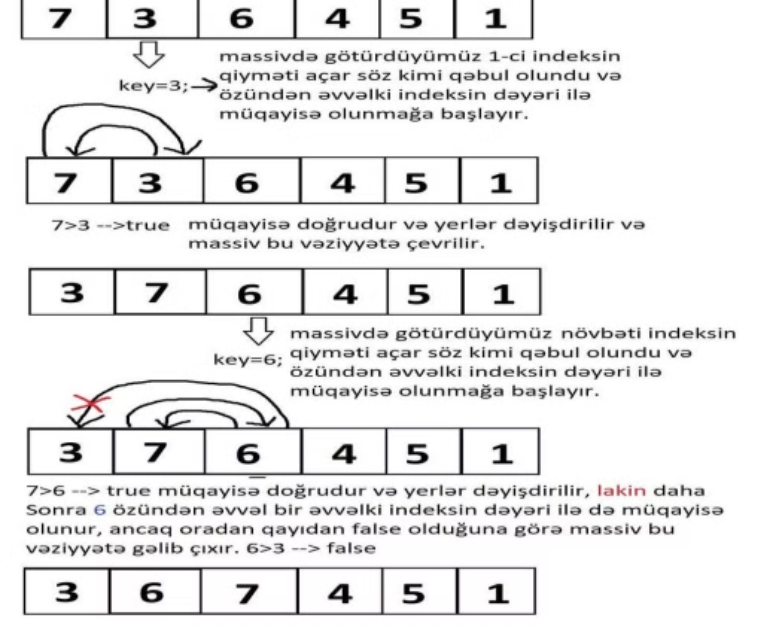 7 3 6 4 5 1
massivdə götürdüyümüz 1-ci indeksin
key=3; qiyməti açar söz kimi qəbul olundu və
özündən əvvəlki indeksin dəyəri ilə
müqayisə olunmağa başlayır.
7 3 6 4 5 1
7>3 -->true müqayisə doğrudur və yerlər dəyişdirilir və
massiv bu vəziyyətə çevrilir.
3 7 6 4 5 1
massivdə götürdüyümüz növbəti indeksin
key=6; qiyməti açar söz kimi qəbul olundu və
özündən əvvəlki indeksin dəyəri ilə
müqayisə olunmağa başlayır.
3 7 6 4 5 1
7>6 --> true müqayisə doğrudur və yerlər dəyişdirilir, lakin daha
Sonra 6 özündən əvvəl bir əvvəlki indeksin dəyəri ilə də müqayisə
olunur, ancaq oradan qayıdan false olduğuna görə massiv bu
vəziyyətə gəlib çıxır. 6>3 --> false
3 6 7 4 5 1